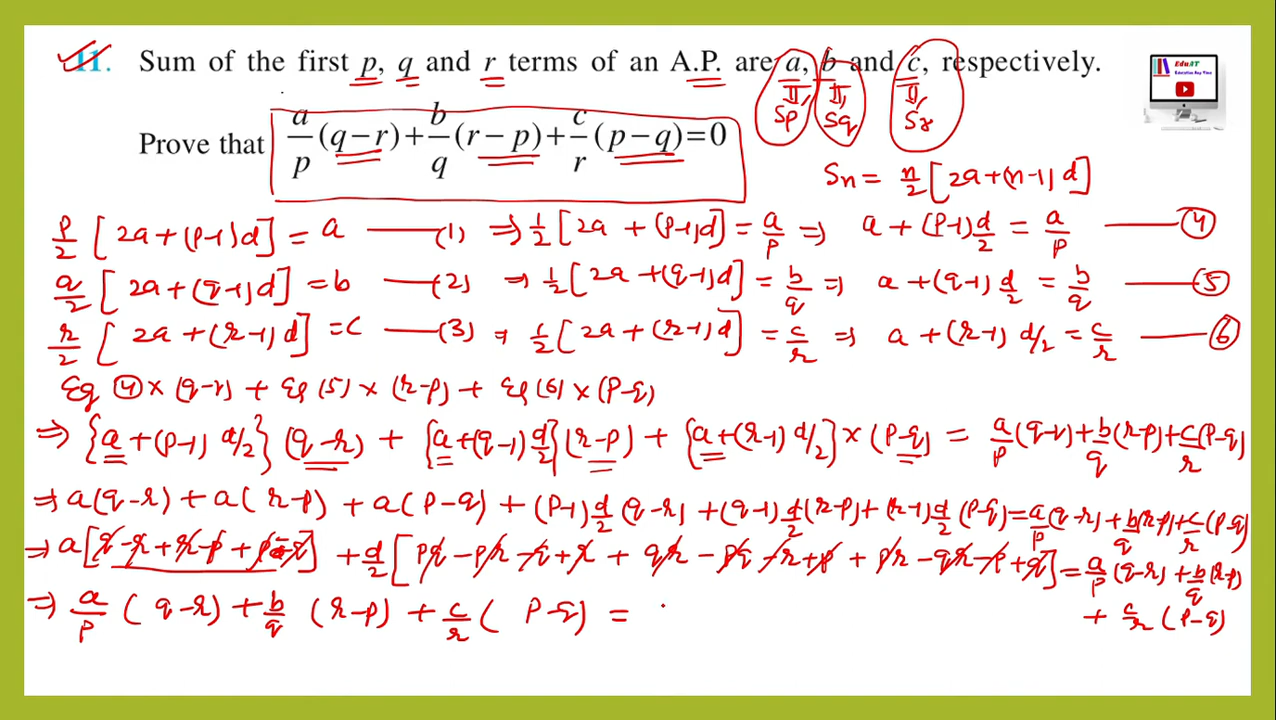 11. Sum of the first p, q and r terms of an A.P. are a, b and c, respectively.
EduAT
Education Any Time
Sp Sq Sr
Prove that a/p (q−r)+b/q (r−p)+c/r (p−q)=0
Sn = n/2 [2a+(n-1)d]
p/2 [2a+(p-1)d] = a —— (1) ⇒ 1/2 [2a + (p-1)d] = a/p ⇒ a + (p-1) d/2 = a/p —— ④
q/2 [2a+(q-1)d] = b —— (2) ⇒ 1/2 [2a+(q-1)d] = b/q ⇒ a+(q-1) d/2 = b/q —— ⑤
r/2 [2a+(r-1)d] = c —— (3) ⇒ 1/2 [2a+(r-1)d] = c/r ⇒ a+(r-1) d/2 = c/r —— ⑥
Eq ④ × (q-r) + Eq (5) × (r-p) + Eq (6) × (p-q)
⇒ {a+(p-1) d/2} (q-r) + {a+(q-1) d/2} (r-p) + {a+(r-1) d/2} × (p-q) = a/p (q-r) + b/q (r-p) + c/r (p-q)
⇒ a(q-r) + a(r-p) + a(p-q) + (p-1) d/2 (q-r) + (q-1) d/2 (r-p) + (r-1) d/2 (p-q) = a/p (q-r) + b/q (r-p) + c/r (p-q)
⇒ a[q-r+r-p+p-q] + d/2 [pq-pr-q+r+qr-pq-r+p+pr-qr-p+q] = a/p (q-r) + b/q (r-p)
+ c/r (p-q)
⇒ a/p (q-r) + b/q (r-p) + c/r (p-q) =